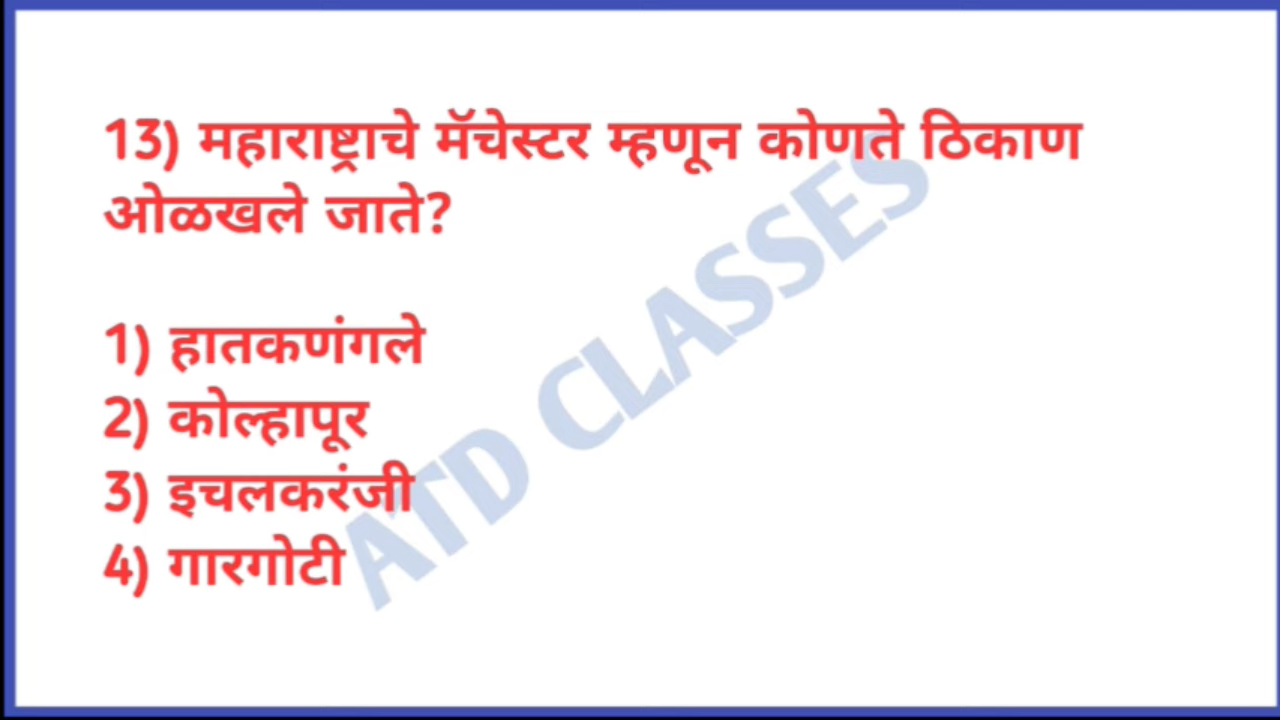 13) महाराष्ट्राचे मॅचेस्टर म्हणून कोणते ठिकाण
ओळखले जाते?
1) हातकणंगले
2) कोल्हापूर
3) इचलकरंजी
4) गारगोटी
ATD CLASSES